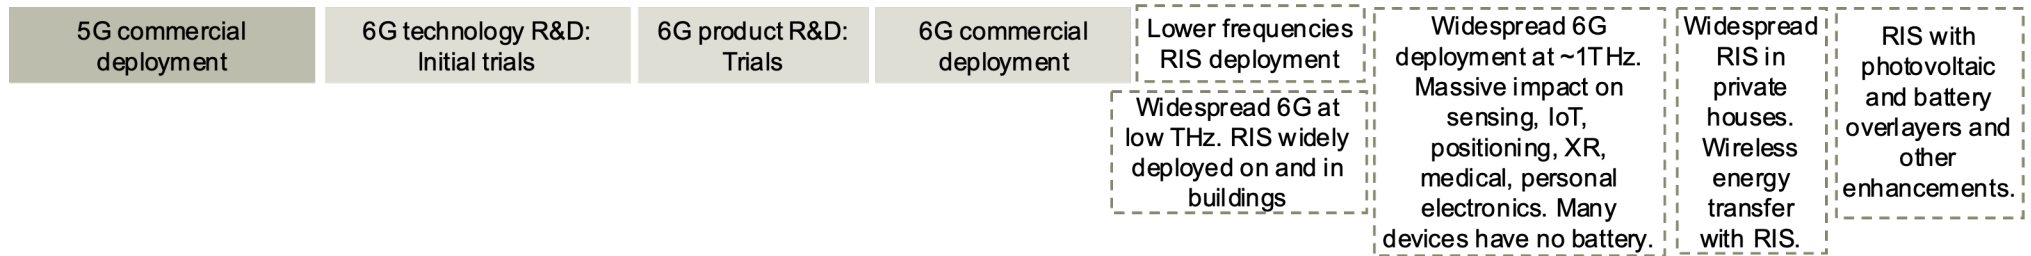 5G commercial
deployment
6G technology R&D:
Initial trials
6G product R&D:
Trials
6G commercial
deployment
Lower frequencies
RIS deployment
Widespread 6G at
low THz. RIS widely
deployed on and in
buildings
Widespread 6G
deployment at ~1THz.
Massive impact on
sensing, IoT,
positioning, XR,
medical, personal
electronics. Many
devices have no battery.
Widespread
RIS in
private
houses.
Wireless
energy
transfer
with RIS.
RIS with
photovoltaic
and battery
overlayers and
other
enhancements.